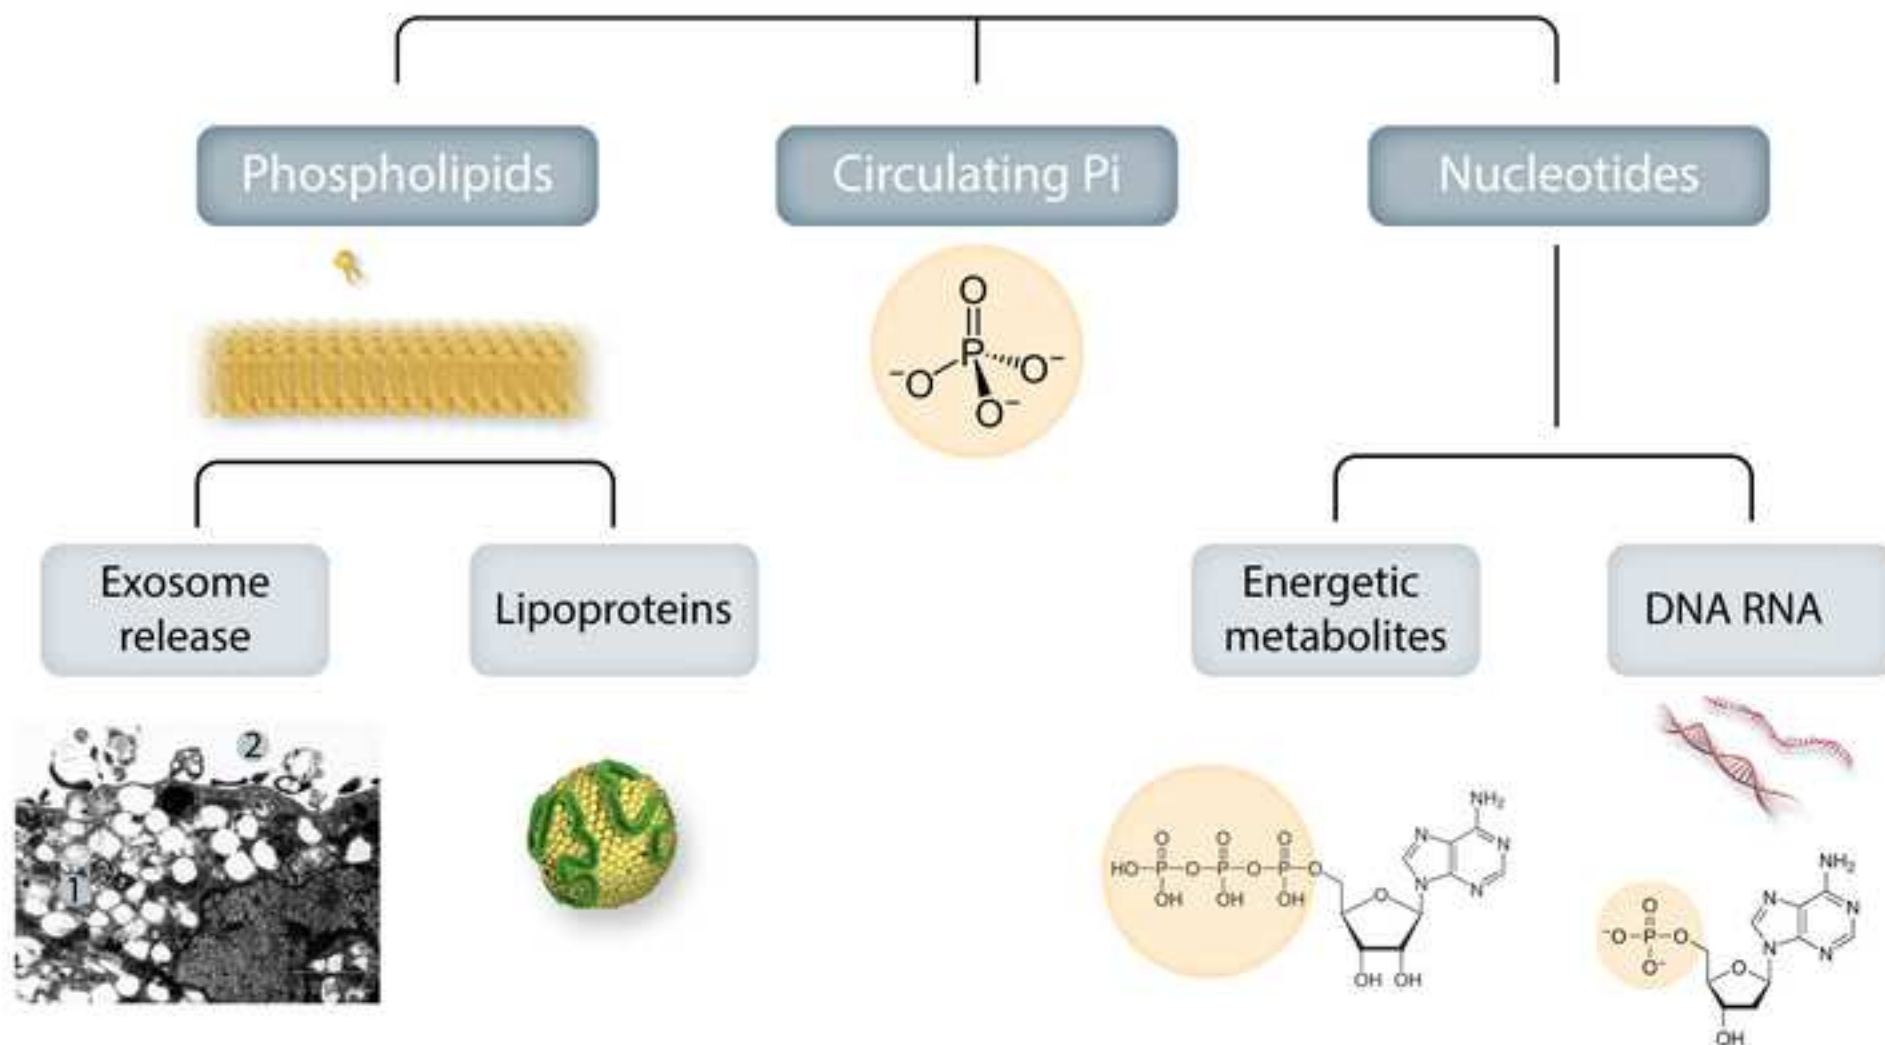 Phospholipids
Circulating Pi
Nucleotides
O
P
⁻O
O⁻
O⁻
Exosome
release
Lipoproteins
Energetic
metabolites
DNA RNA
2
1
NH₂
O O O
N N
HO P O P O P O
N N
OH OH OH
O
OH OH
NH₂
O
N N
⁻O P O
N N
O⁻
O
OH